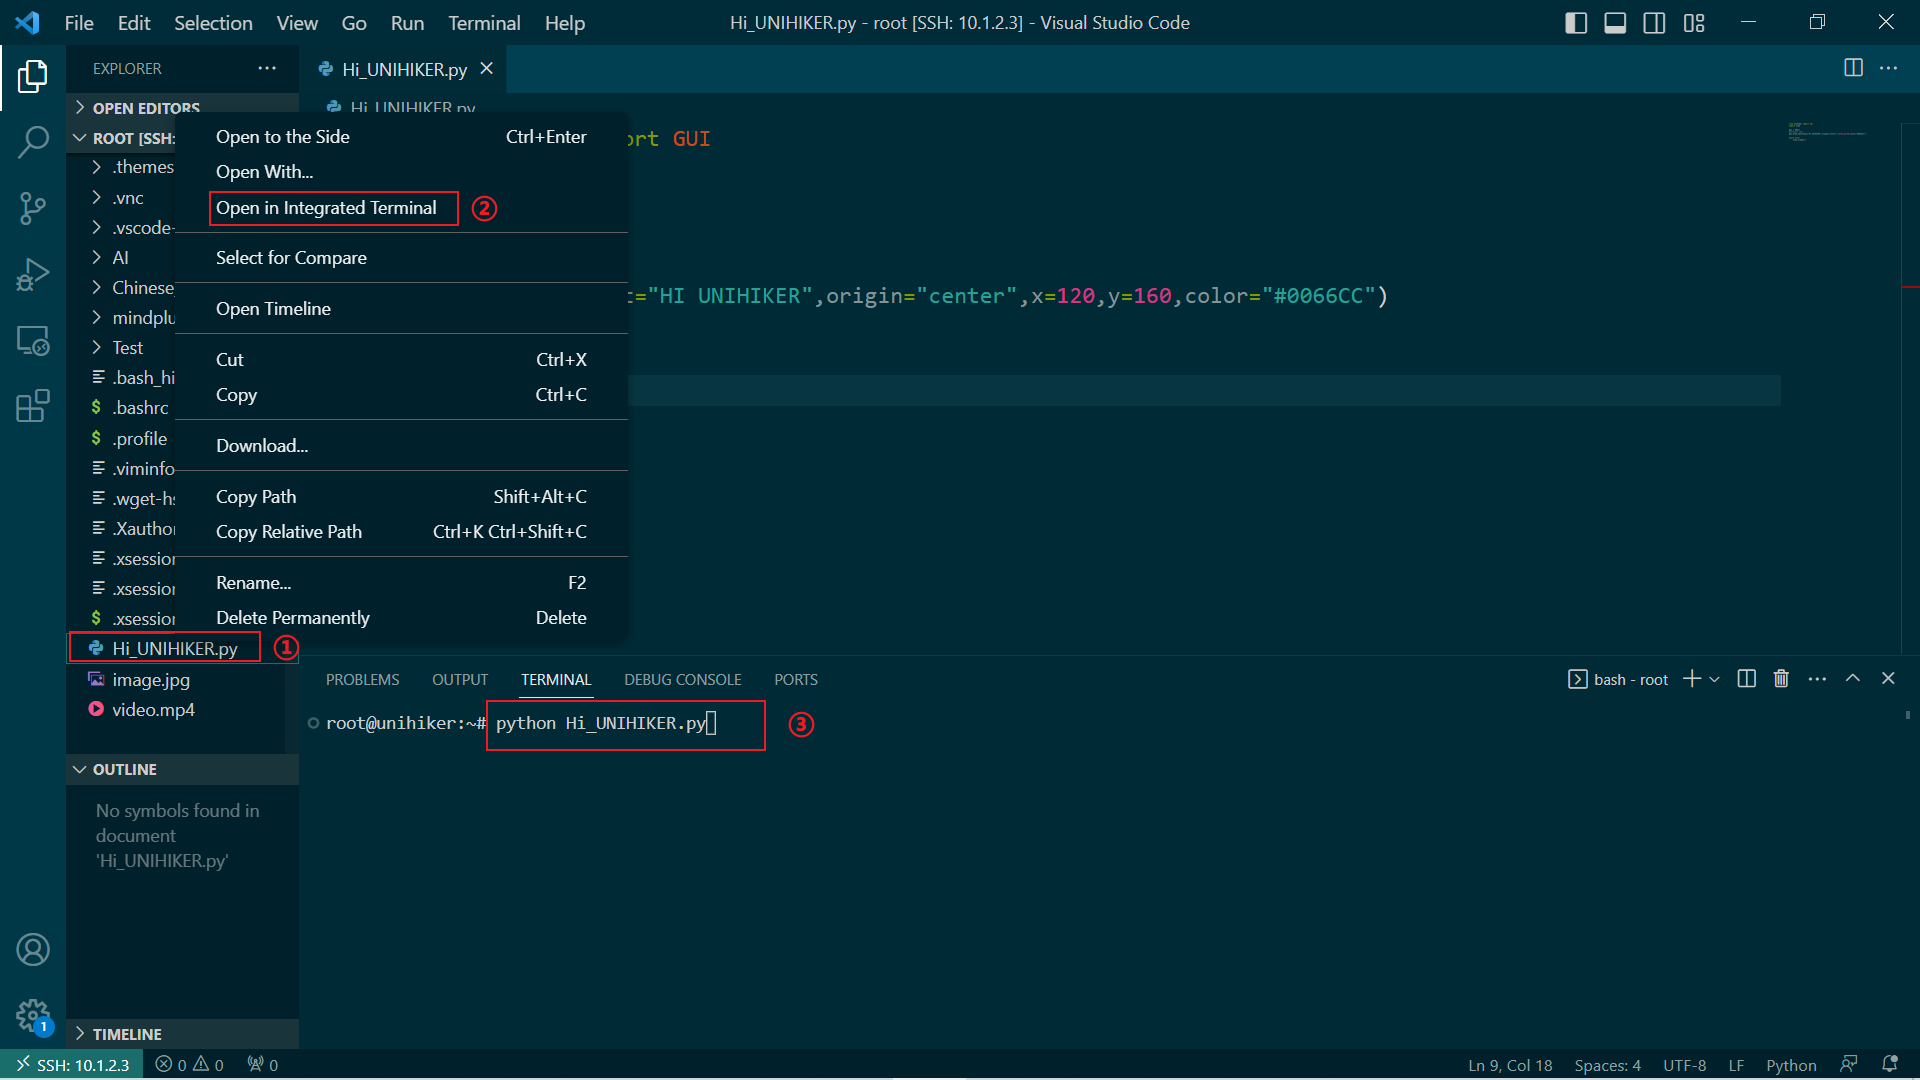 File Edit Selection View Go Run Terminal Help
Hi_UNIHIKER.py - root [SSH: 10.1.2.3] - Visual Studio Code
EXPLORER
Hi_UNIHIKER.py
OPEN EDITORS
Hi_UNIHIKER.py
ROOT [SSH:
.themes
.vnc
.vscode-
AI
Chinese_
mindplu
Test
.bash_hi
.bashrc
.profile
.viminfo
.wget-hs
.Xauthor
.xsession
.xsession
.xsession
Hi_UNIHIKER.py ①
image.jpg
video.mp4
Open to the Side Ctrl+Enter
Open With...
Open in Integrated Terminal ②
Select for Compare
Open Timeline
Cut Ctrl+X
Copy Ctrl+C
Download...
Copy Path Shift+Alt+C
Copy Relative Path Ctrl+K Ctrl+Shift+C
Rename... F2
Delete Permanently Delete
ort GUI
t="HI UNIHIKER",origin="center",x=120,y=160,color="#0066CC")
PROBLEMS OUTPUT TERMINAL DEBUG CONSOLE PORTS
bash - root
root@unihiker:~# python Hi_UNIHIKER.py ③
OUTLINE
No symbols found in
document
'Hi_UNIHIKER.py'
TIMELINE
1
SSH: 10.1.2.3 0 0 0
Ln 9, Col 18 Spaces: 4 UTF-8 LF Python